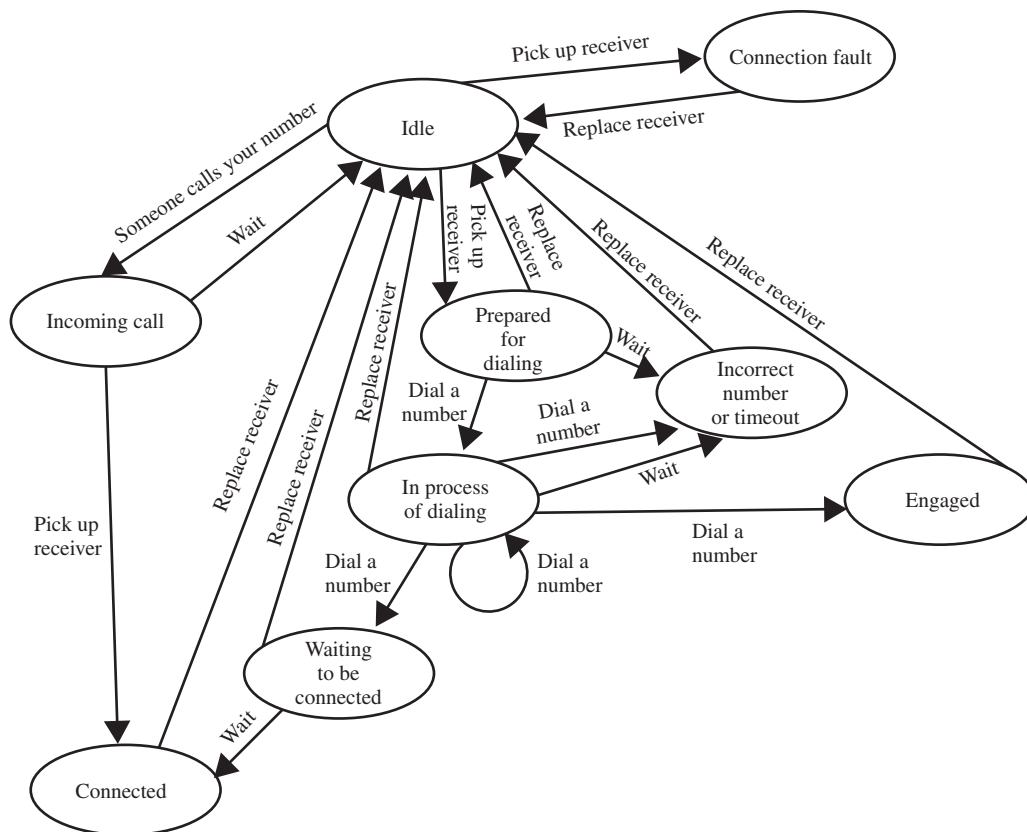 Pick up receiver
Connection fault
Idle
Replace receiver
Someone calls your number
Wait
Pick up
receiver
Replace
receiver
Replace receiver
Replace receiver
Incoming call
Prepared
for
dialing
Wait
Incorrect
number
or timeout
Replace receiver
Dial a
number
Dial a
number
Replace receiver
Replace receiver
In process
of dialing
Wait
Engaged
Pick up
receiver
Dial a
number
Dial a
number
Dial a
number
Waiting
to be
connected
Wait
Connected